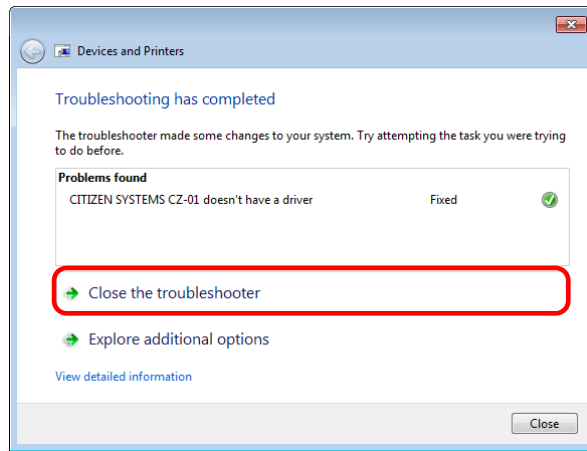 Devices and Printers
Troubleshooting has completed
The troubleshooter made some changes to your system. Try attempting the task you were trying
to do before.
Problems found
CITIZEN SYSTEMS CZ-01 doesn't have a driver Fixed
Close the troubleshooter
Explore additional options
View detailed information
Close